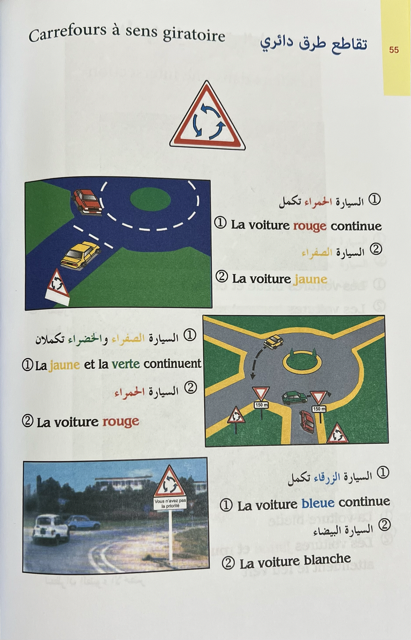 Carrefours à sens giratoire
تقاطع طرق دائري
55
① السيارة الحمراء تكمل
① La voiture rouge continue
② السيارة الصفراء
② La voiture jaune
① السيارة الصفراء والخضراء تكملان
① La jaune et la verte continuent
② السيارة الحمراء
② La voiture rouge
150 m
150 m
Vous n'avez pas
la priorité
① السيارة الزرقاء تكمل
① La voiture bleue continue
② السيارة البيضاء
② La voiture blanche